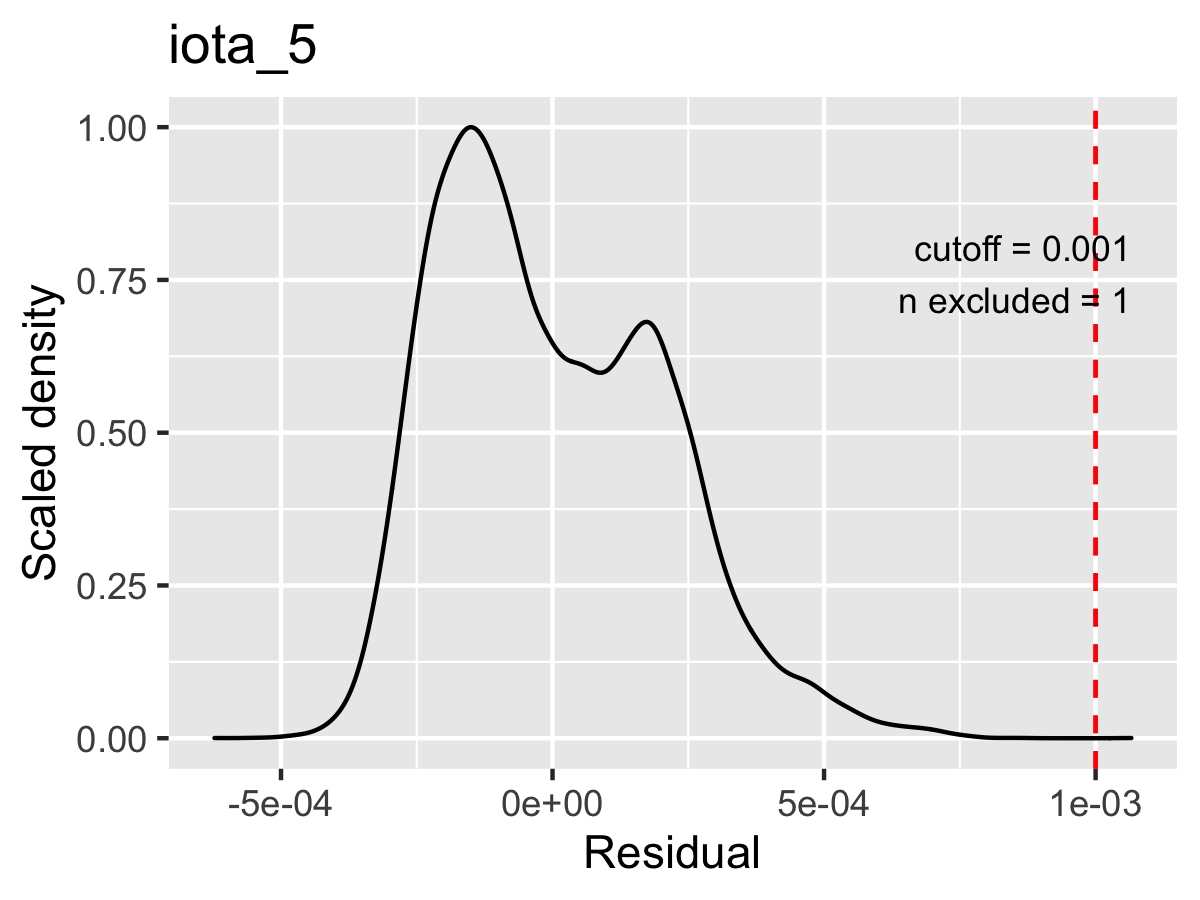 iota_5
1.00
0.75
0.50
0.25
0.00
Scaled density
cutoff = 0.001
n excluded = 1
-5e-04
0e+00
5e-04
1e-03
Residual